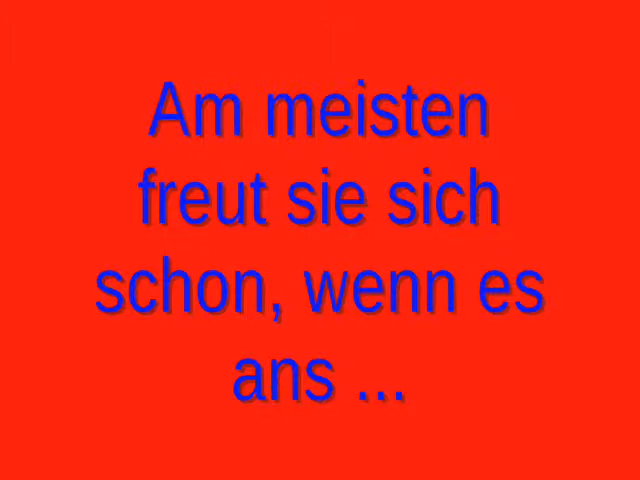 Am meisten
freut sie sich
schon, wenn es
ans ...